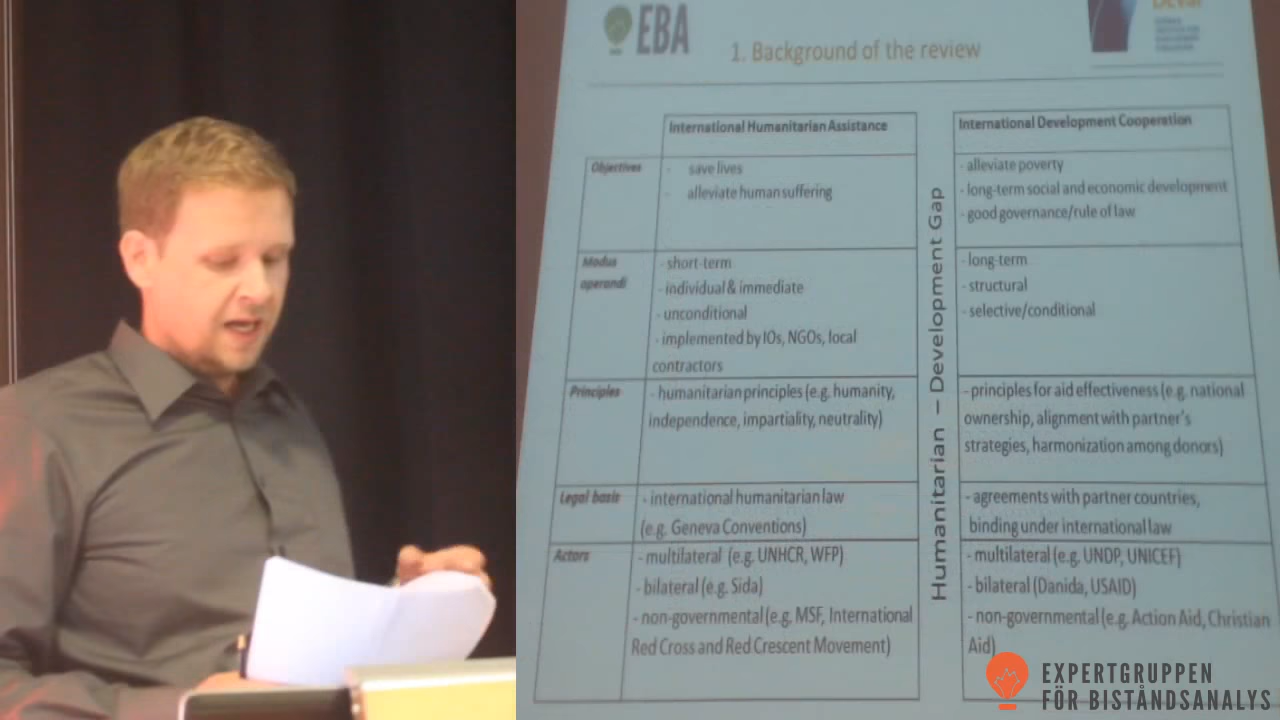 EBA
DEval
1. Background of the review
International Humanitarian Assistance
International Development Cooperation
Objectives
- save lives
- alleviate human suffering
- alleviate poverty
- long-term social and economic development
- good governance/rule of law
Modus
operandi
- short-term
- individual & immediate
- unconditional
- implemented by IOs, NGOs, local
contractors
- long-term
- structural
- selective/conditional
Principles
- humanitarian principles (e.g. humanity,
independence, impartiality, neutrality)
- principles for aid effectiveness (e.g. national
ownership, alignment with partner's
strategies, harmonization among donors)
Legal basis
- international humanitarian law
(e.g. Geneva Conventions)
- agreements with partner countries,
binding under international law
Actors
- multilateral (e.g. UNHCR, WFP)
- bilateral (e.g. Sida)
- non-governmental (e.g. MSF, International
Red Cross and Red Crescent Movement)
- multilateral (e.g. UNDP, UNICEF)
- bilateral (Danida, USAID)
- non-governmental (e.g. Action Aid, Christian
Aid)
Humanitarian – Development Gap
EXPERTGRUPPEN
FÖR BISTÅNDSANALYS